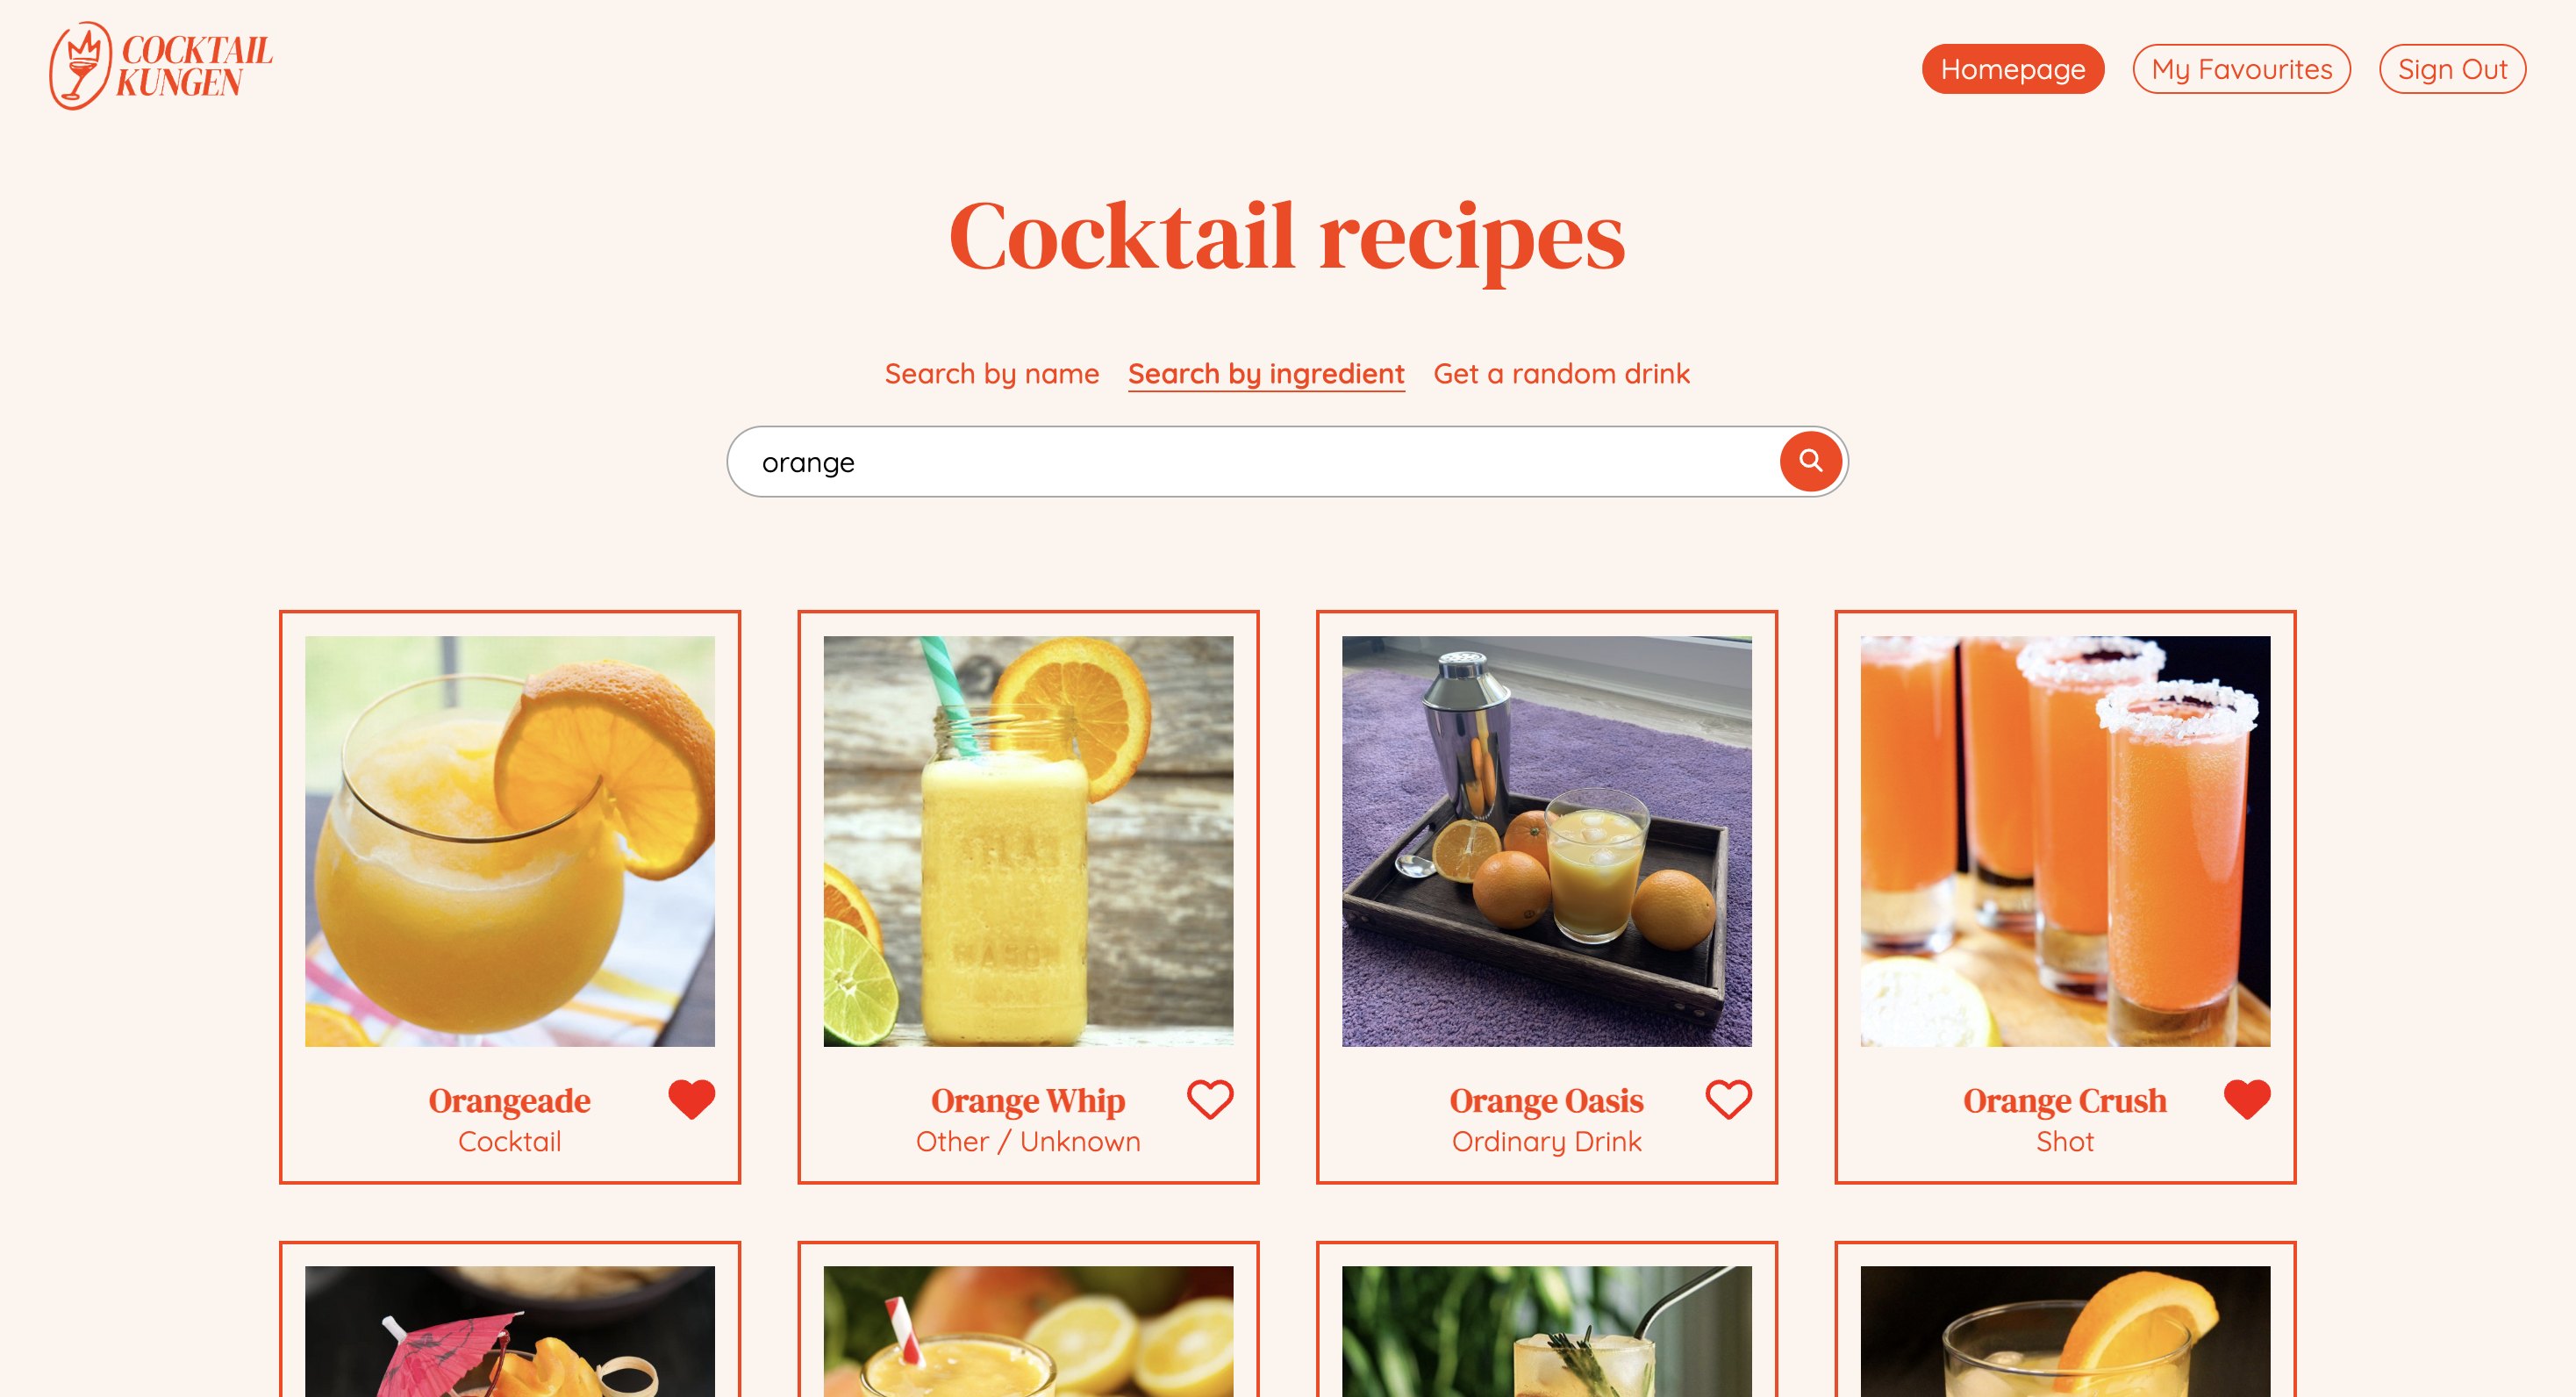 COCKTAIL
KUNGEN
Homepage
My Favourites
Sign Out
Cocktail recipes
Search by name
Search by ingredient
Get a random drink
orange
MASON
Orangeade
Cocktail
Orange Whip
Other / Unknown
Orange Oasis
Ordinary Drink
Orange Crush
Shot